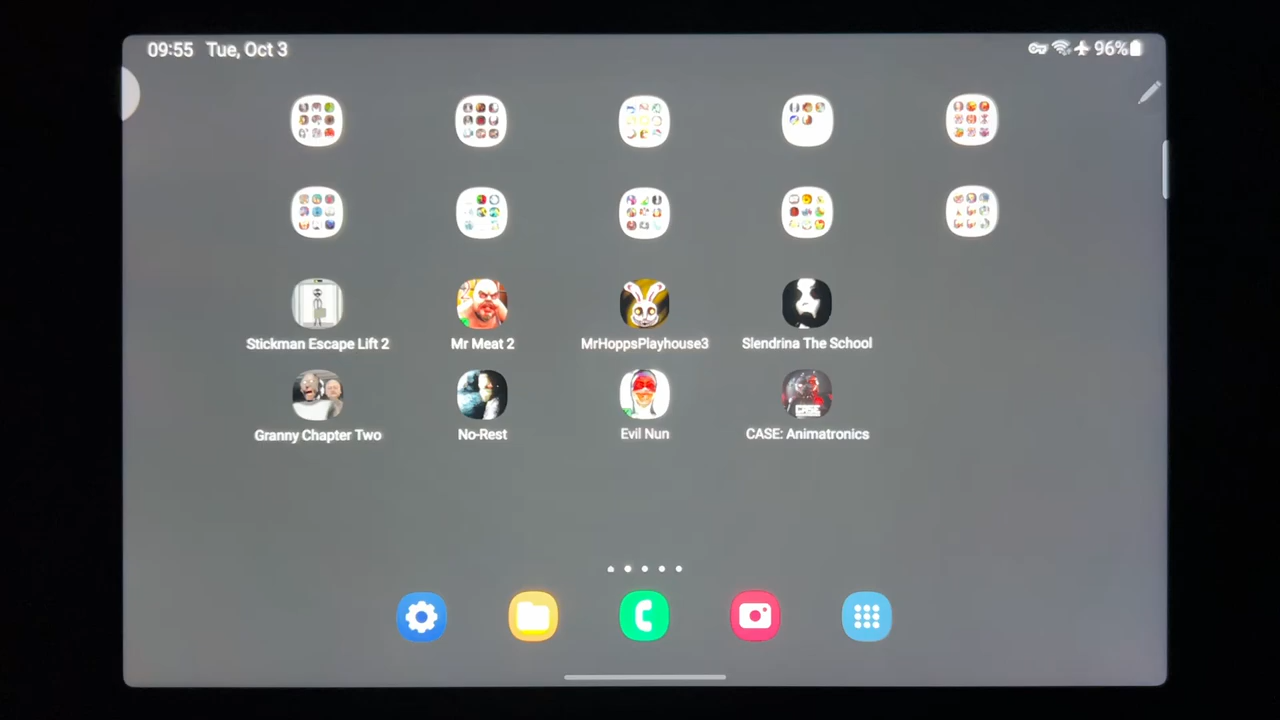 09:55 Tue, Oct 3 96%
Stickman Escape Lift 2 Mr Meat 2 MrHoppsPlayhouse3 Slendrina The School
Granny Chapter Two No-Rest Evil Nun CASE: Animatronics